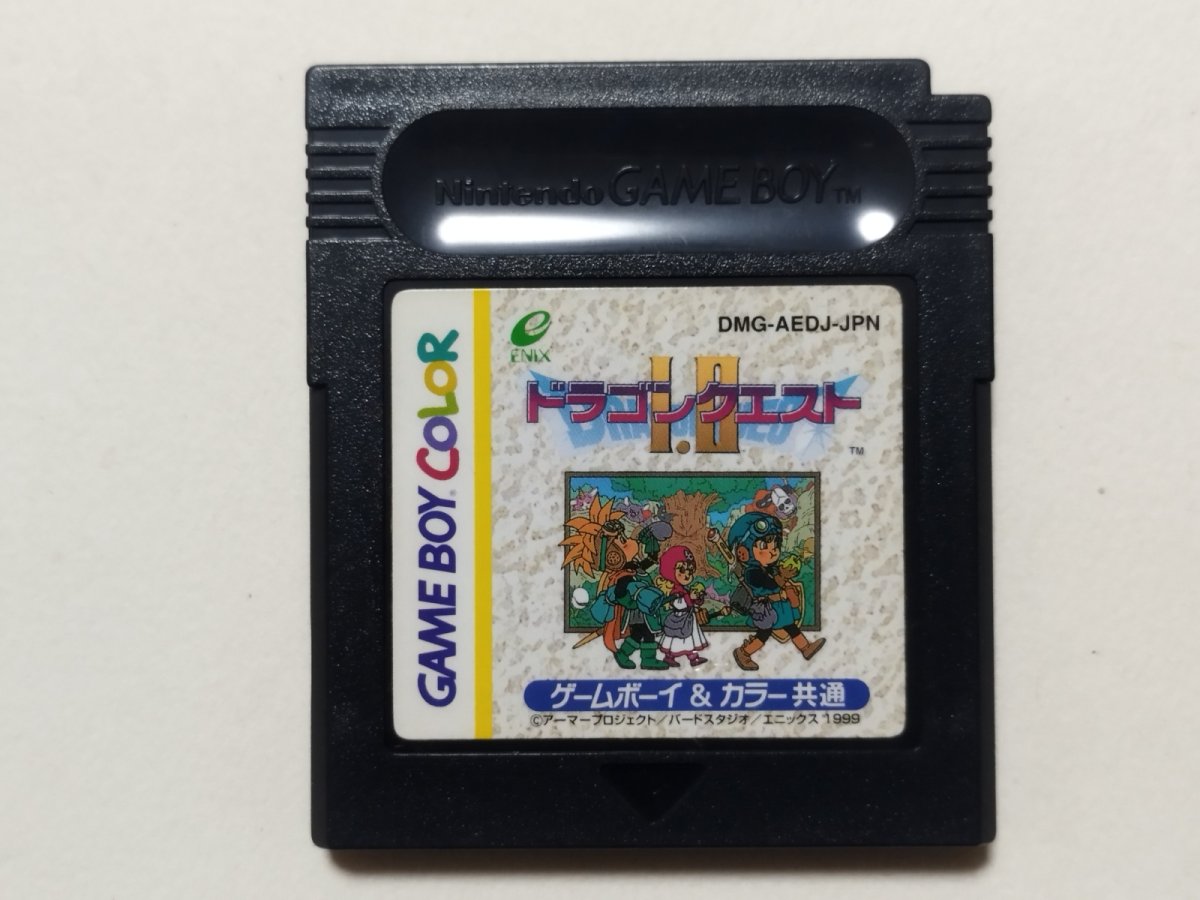 Nintendo GAME BOY™
GAME BOY COLOR
ENIX
DMG-AEDJ-JPN
ドラゴンクエスト
I.II
™
ゲームボーイ & カラー共通
©アーマープロジェクト/バードスタジオ/エニックス 1999